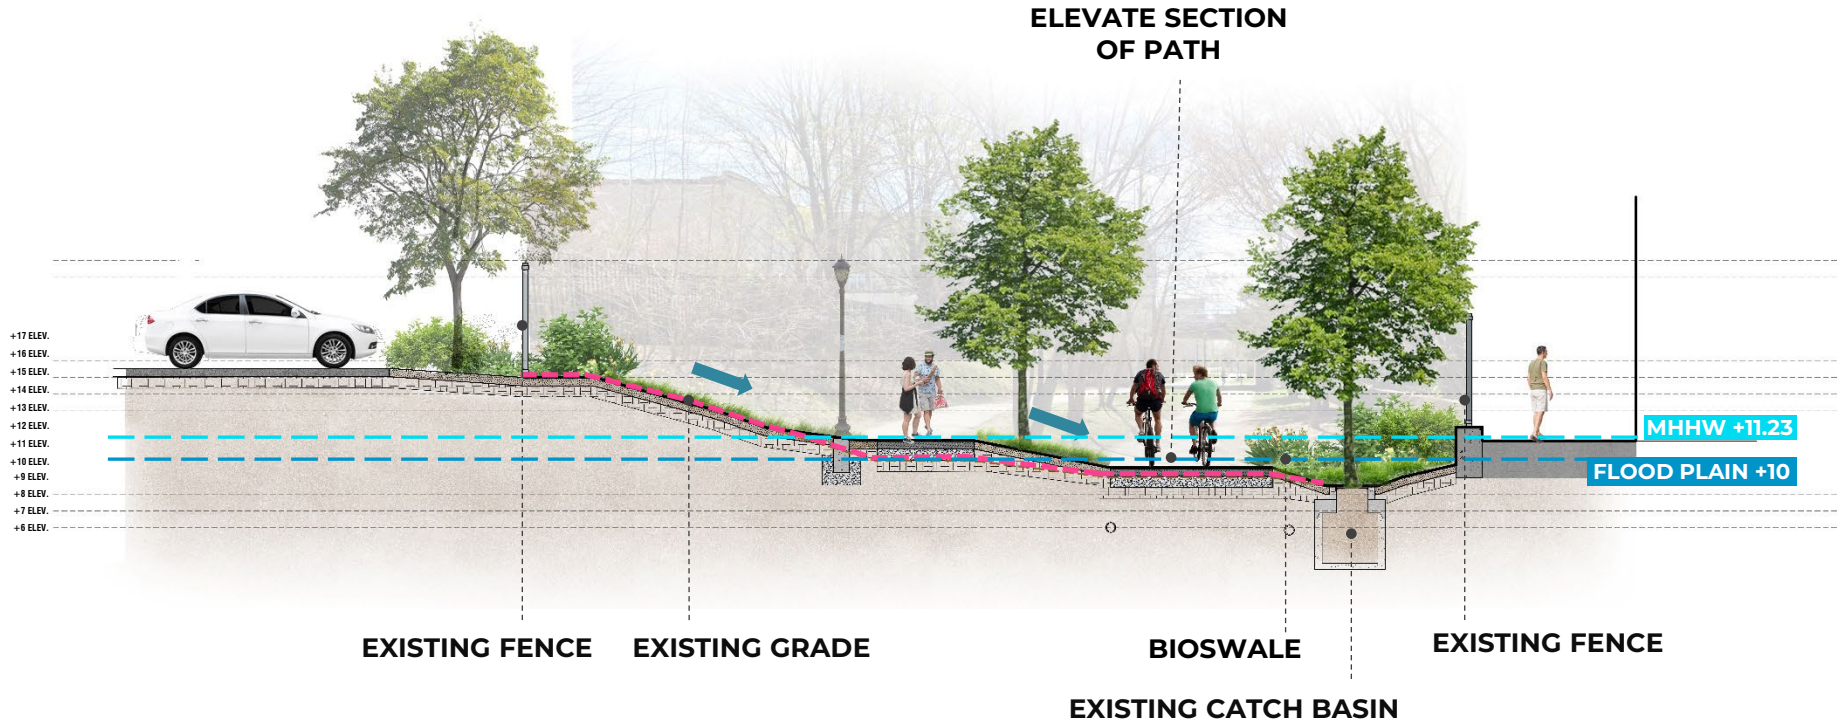 ELEVATE SECTION
OF PATH
+17 ELEV.
+16 ELEV.
+15 ELEV.
+14 ELEV.
+13 ELEV.
+12 ELEV.
+11 ELEV.
+10 ELEV.
+9 ELEV.
+8 ELEV.
+7 ELEV.
+6 ELEV.
MHHW +11.23
FLOOD PLAIN +10
EXISTING FENCE
EXISTING GRADE
BIOSWALE
EXISTING FENCE
EXISTING CATCH BASIN